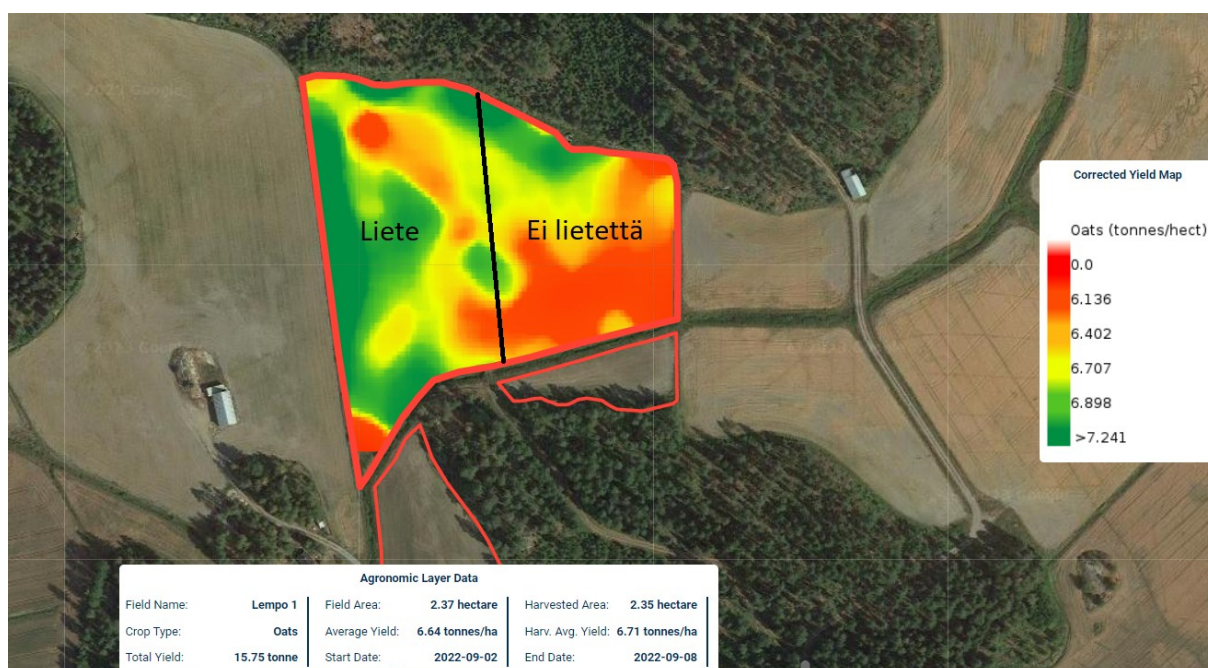 2023 Google
Liete
Ei lietettä
Corrected Yield Map
Oats (tonnes/hect)
0.0
6.136
6.402
6.707
6.898
>7.241
Agronomic Layer Data
Field Name: Lempo 1 Field Area: 2.37 hectare Harvested Area: 2.35 hectare
Crop Type: Oats Average Yield: 6.64 tonnes/ha Harv. Avg. Yield: 6.71 tonnes/ha
Total Yield: 15.75 tonne Start Date: 2022-09-02 End Date: 2022-09-08